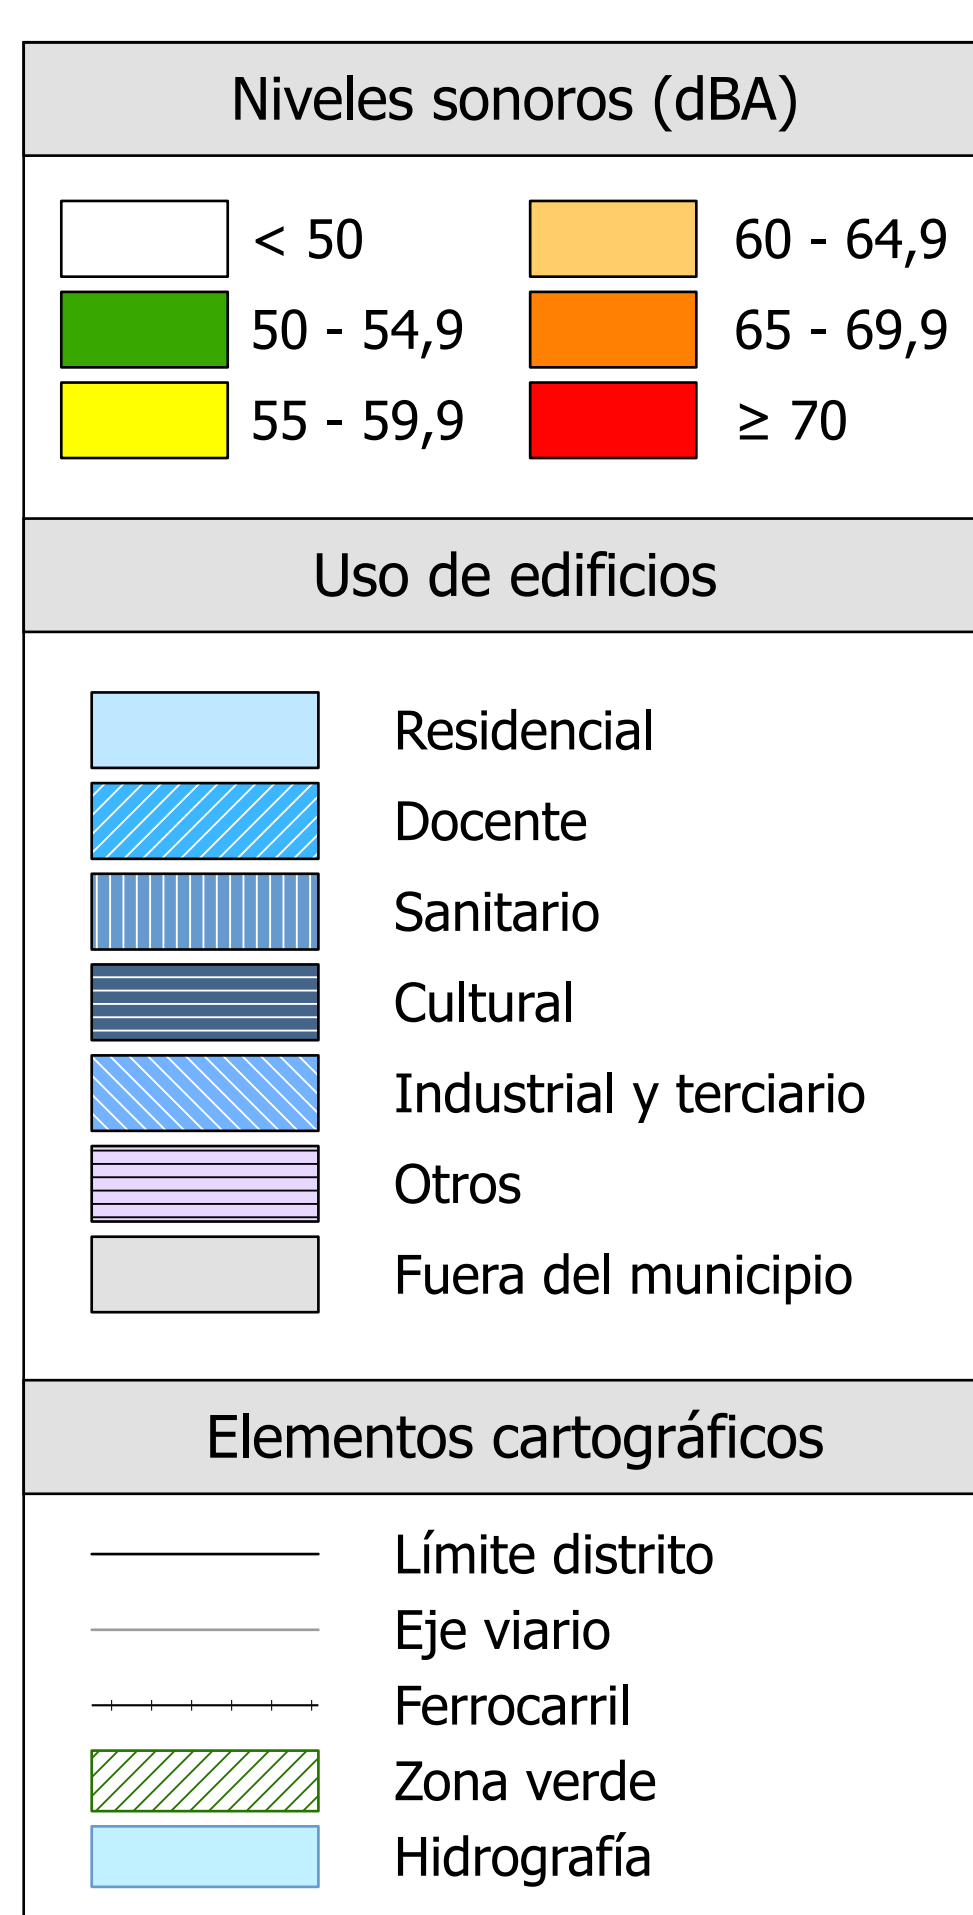 Niveles sonoros (dBA)
< 50
60 - 64,9
50 - 54,9
65 - 69,9
55 - 59,9
≥ 70
Uso de edificios
Residencial
Docente
Sanitario
Cultural
Industrial y terciario
Otros
Fuera del municipio
Elementos cartográficos
Límite distrito
Eje viario
Ferrocarril
Zona verde
Hidrografía